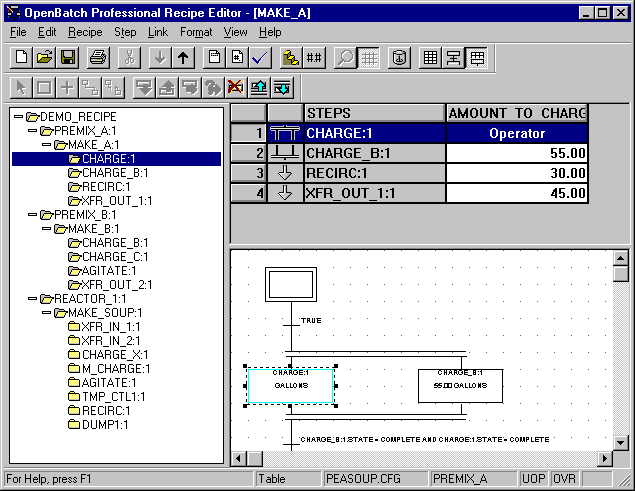 OpenBatch Professional Recipe Editor - [MAKE_A]
File Edit Recipe Step Link Format View Help
DEMO_RECIPE
PREMIX_A:1
MAKE_A:1
CHARGE:1
CHARGE_B:1
RECIRC:1
XFR_OUT_1:1
PREMIX_B:1
MAKE_B:1
CHARGE_B:1
CHARGE_C:1
AGITATE:1
XFR_OUT_2:1
REACTOR_1:1
MAKE_SOUP:1
XFR_IN_1:1
XFR_IN_2:1
CHARGE_X:1
M_CHARGE:1
AGITATE:1
TMP_CTL1:1
RECIRC:1
DUMP1:1
STEPS AMOUNT TO CHARG
1 CHARGE:1 Operator
2 CHARGE_B:1 55.00
3 RECIRC:1 30.00
4 XFR_OUT_1:1 45.00
TRUE
CHARGE:1
GALLONS
CHARGE_B:1
55.00 GALLONS
CHARGE_B:1.STATE = COMPLETE AND CHARGE:1.STATE = COMPLETE
For Help, press F1 Table PEASOUP.CFG PREMIX_A UOP OVR